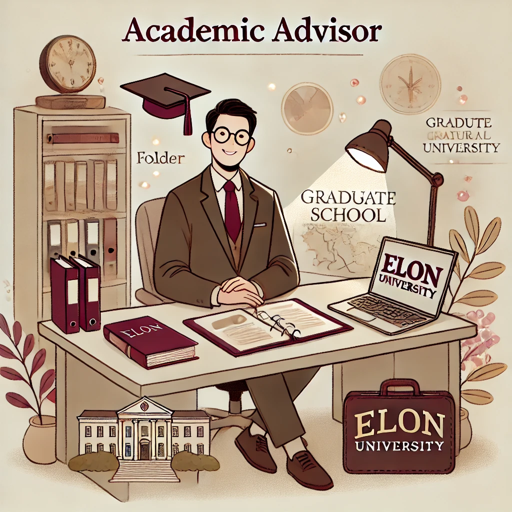 Academic Advisor
Folder
GRADUTE
GRATURAL
UNIVERSITY
GRADUATE
SCHOOL
ELON
UNIVERSITY
ELON
ELON
UNIVERSITY